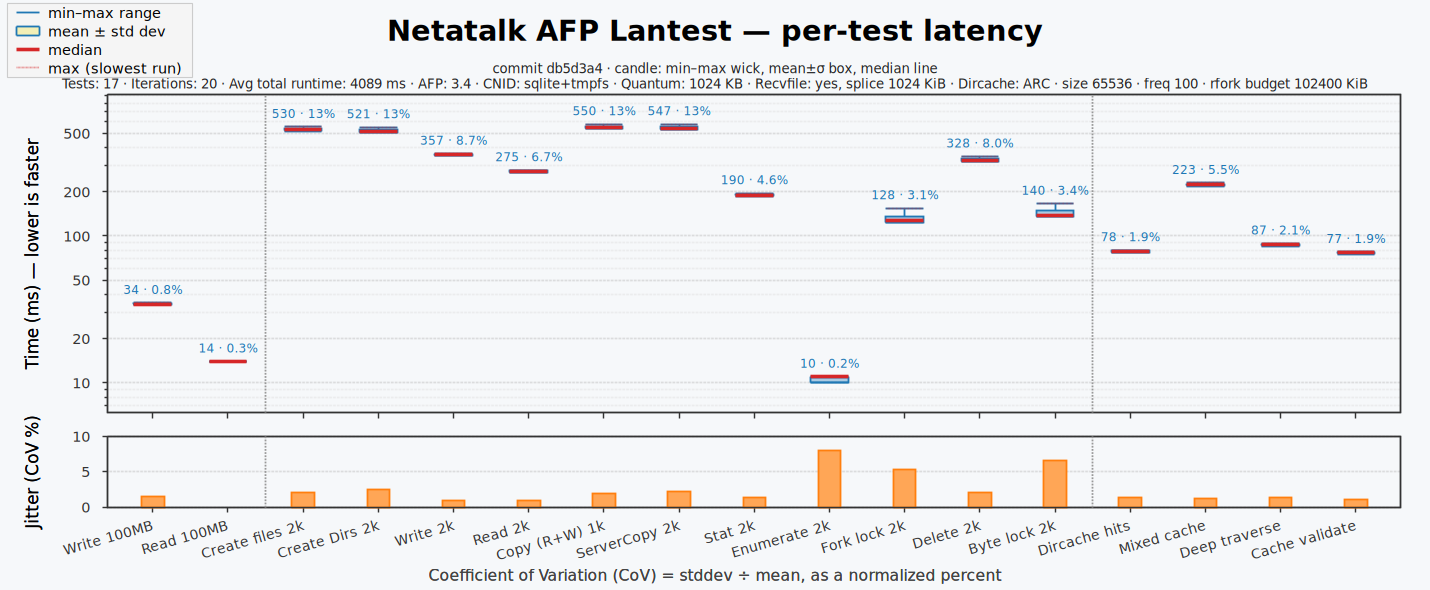 min–max range
mean ± std dev
median
max (slowest run)
Netatalk AFP Lantest — per-test latency
commit db5d3a4 · candle: min–max wick, mean±σ box, median line
Tests: 17 · Iterations: 20 · Avg total runtime: 4089 ms · AFP: 3.4 · CNID: sqlite+tmpfs · Quantum: 1024 KB · Recvfile: yes, splice 1024 KiB · Dircache: ARC · size 65536 · freq 100 · rfork budget 102400 KiB
Time (ms) — lower is faster
500
200
100
50
20
10
34 · 0.8%
14 · 0.3%
530 · 13%
521 · 13%
357 · 8.7%
275 · 6.7%
550 · 13%
547 · 13%
190 · 4.6%
10 · 0.2%
128 · 3.1%
328 · 8.0%
140 · 3.4%
78 · 1.9%
223 · 5.5%
87 · 2.1%
77 · 1.9%
Jitter (CoV %)
10
5
0
Write 100MB
Read 100MB
Create files 2k
Create Dirs 2k
Write 2k
Read 2k
Copy (R+W) 1k
ServerCopy 2k
Stat 2k
Enumerate 2k
Fork lock 2k
Delete 2k
Byte lock 2k
Dircache hits
Mixed cache
Deep traverse
Cache validate
Coefficient of Variation (CoV) = stddev ÷ mean, as a normalized percent